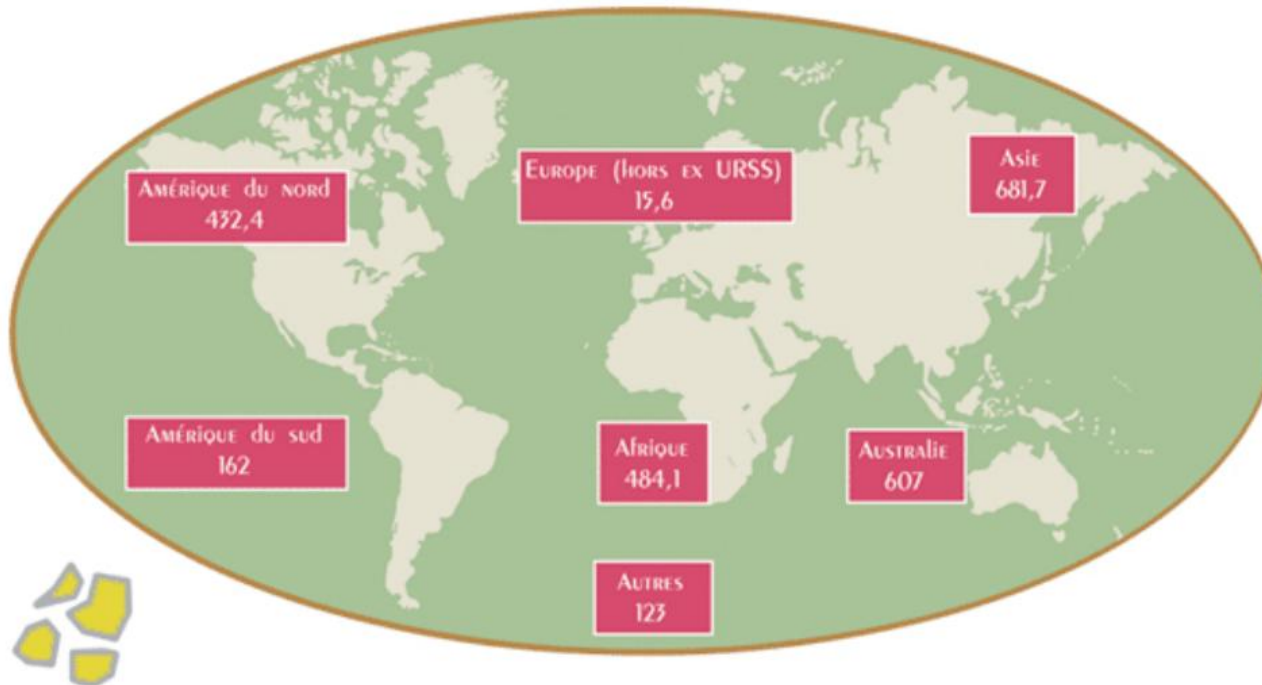 Amérique du nord
432,4
Europe (hors ex URSS)
15,6
Asie
681,7
Amérique du sud
162
Afrique
484,1
Australie
607
Autres
123